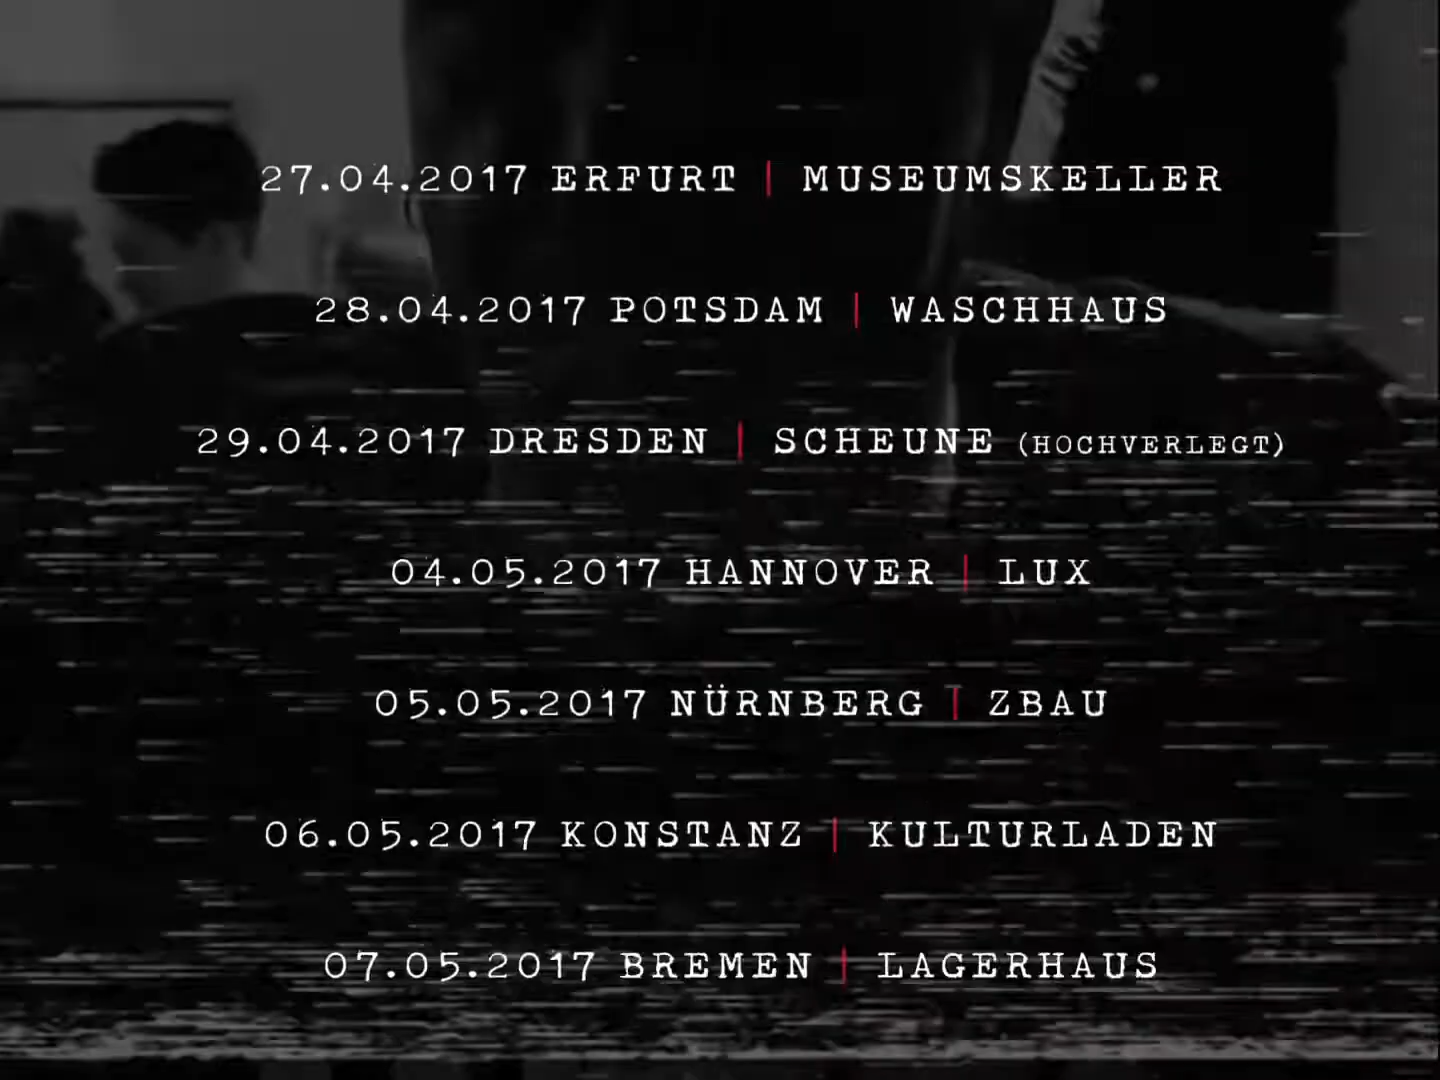 27.04.2017 ERFURT | MUSEUMSKELLER
28.04.2017 POTSDAM | WASCHHAUS
29.04.2017 DRESDEN | SCHEUNE (HOCHVERLEGT)
04.05.2017 HANNOVER | LUX
05.05.2017 NÜRNBERG | ZBAU
06.05.2017 KONSTANZ | KULTURLADEN
07.05.2017 BREMEN | LAGERHAUS